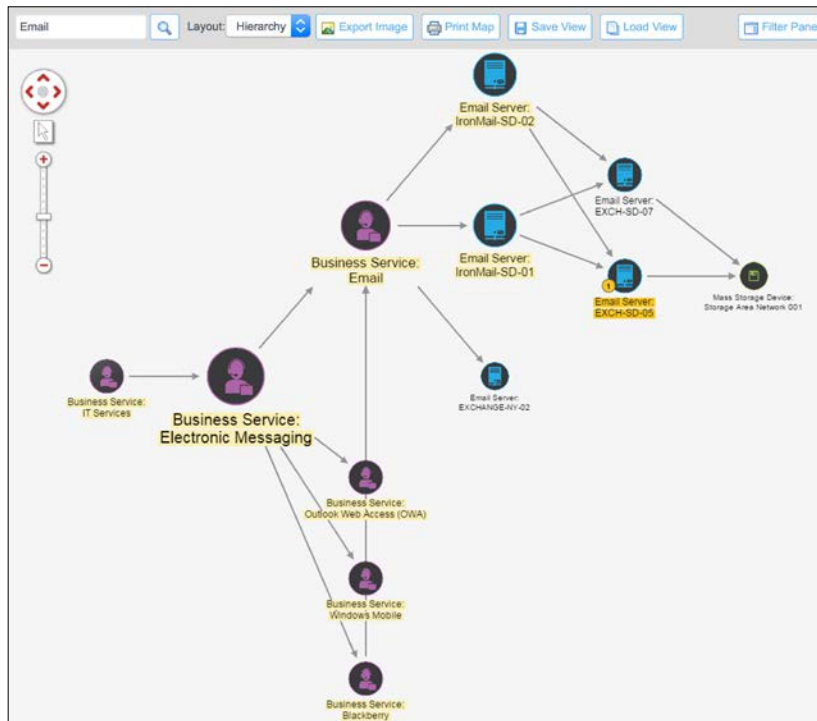 Email
Layout: Hierarchy
Export Image
Print Map
Save View
Load View
Filter Pane
Email Server:
IronMail-SD-02
Email Server:
EXCH-SD-07
Business Service:
Email
Email Server:
IronMail-SD-01
1
Email Server:
EXCH-SD-05
Mass Storage Device:
Storage Area Network 001
Business Service:
IT Services
Business Service:
Electronic Messaging
Email Server:
EXCHANGE-NY-02
Business Service:
Outlook Web Access (OWA)
Business Service:
Windows Mobile
Business Service:
Blackberry